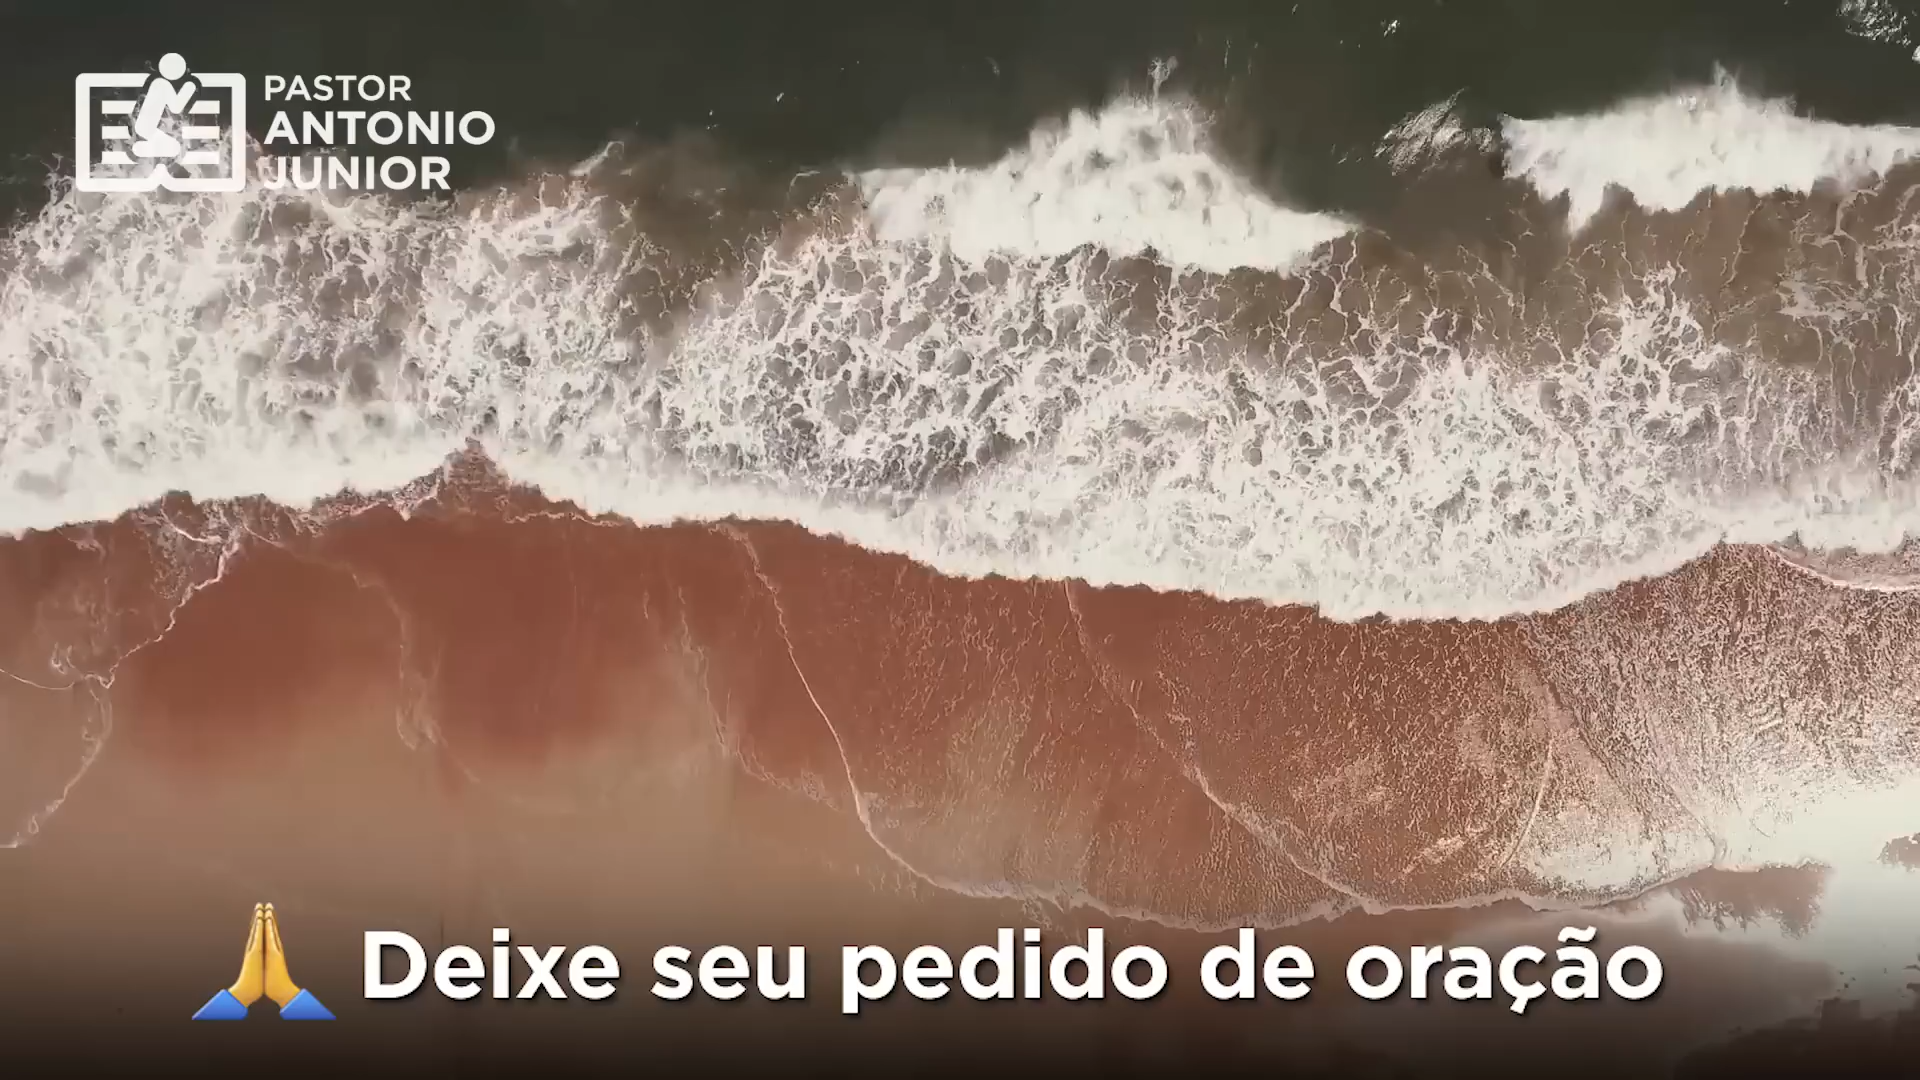 PASTOR
ANTONIO
JUNIOR
🙏 Deixe seu pedido de oração